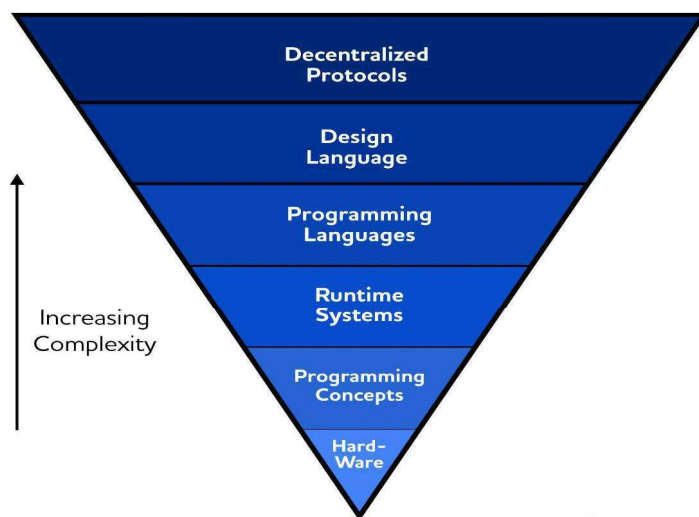 Decentralized
Protocols
Design
Language
Programming
Languages
Runtime
Systems
Increasing
Complexity
Programming
Concepts
Hard-
Ware